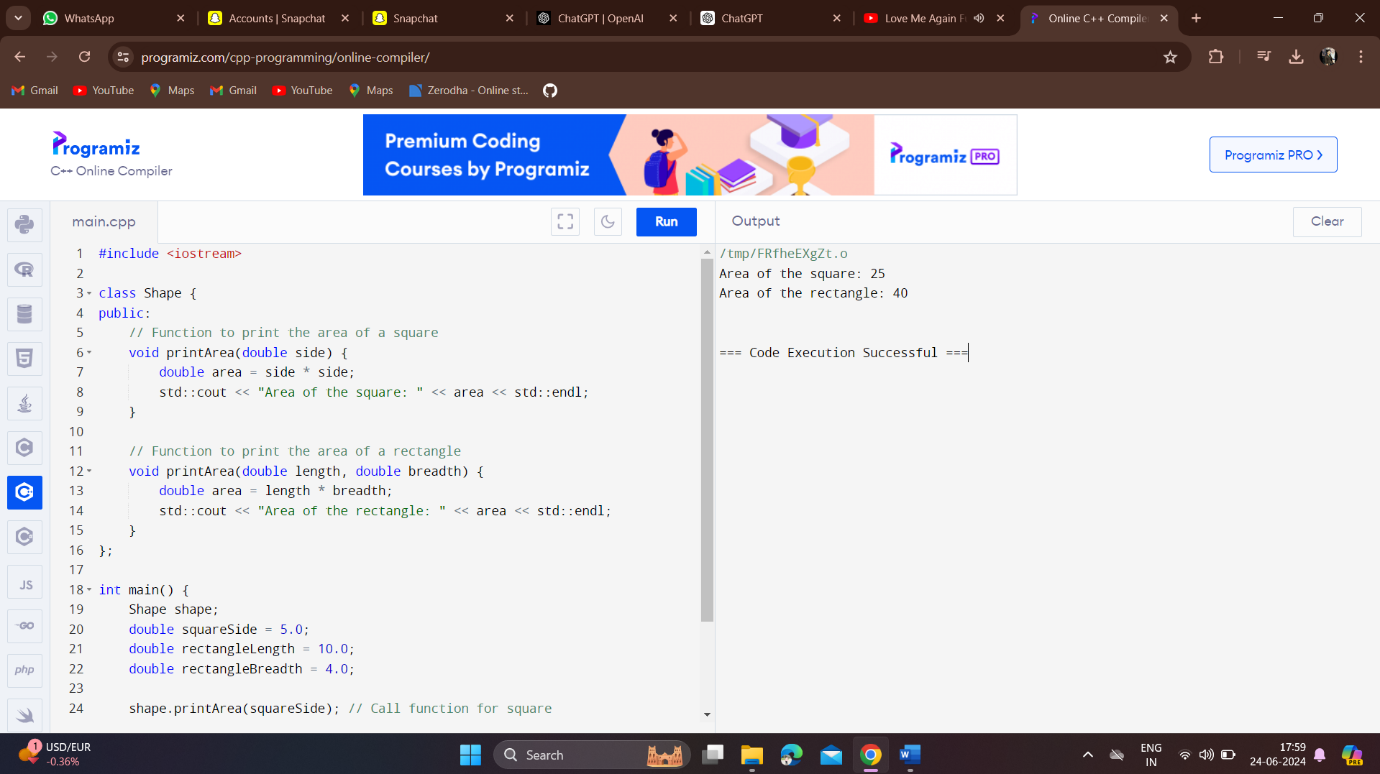 WhatsApp
Accounts | Snapchat
Snapchat
ChatGPT | OpenAI
ChatGPT
Love Me Again F
Online C++ Compile
programiz.com/cpp-programming/online-compiler/
Gmail
YouTube
Maps
Gmail
YouTube
Maps
Zerodha - Online st...
Programiz
C++ Online Compiler
Premium Coding
Courses by Programiz
Programiz PRO
Programiz PRO >
main.cpp
Run
Output
Clear
1 #include <iostream>
2
3 class Shape {
4 public:
5     // Function to print the area of a square
6     void printArea(double side) {
7         double area = side * side;
8         std::cout << "Area of the square: " << area << std::endl;
9     }
10
11     // Function to print the area of a rectangle
12     void printArea(double length, double breadth) {
13         double area = length * breadth;
14         std::cout << "Area of the rectangle: " << area << std::endl;
15     }
16 };
17
18 int main() {
19     Shape shape;
20     double squareSide = 5.0;
21     double rectangleLength = 10.0;
22     double rectangleBreadth = 4.0;
23
24     shape.printArea(squareSide); // Call function for square
/tmp/FRfheEXgZt.o
Area of the square: 25
Area of the rectangle: 40
=== Code Execution Successful ===
JS
GO
php
1
USD/EUR
-0.36%
Search
W
ENG
IN
17:59
24-06-2024
PRE